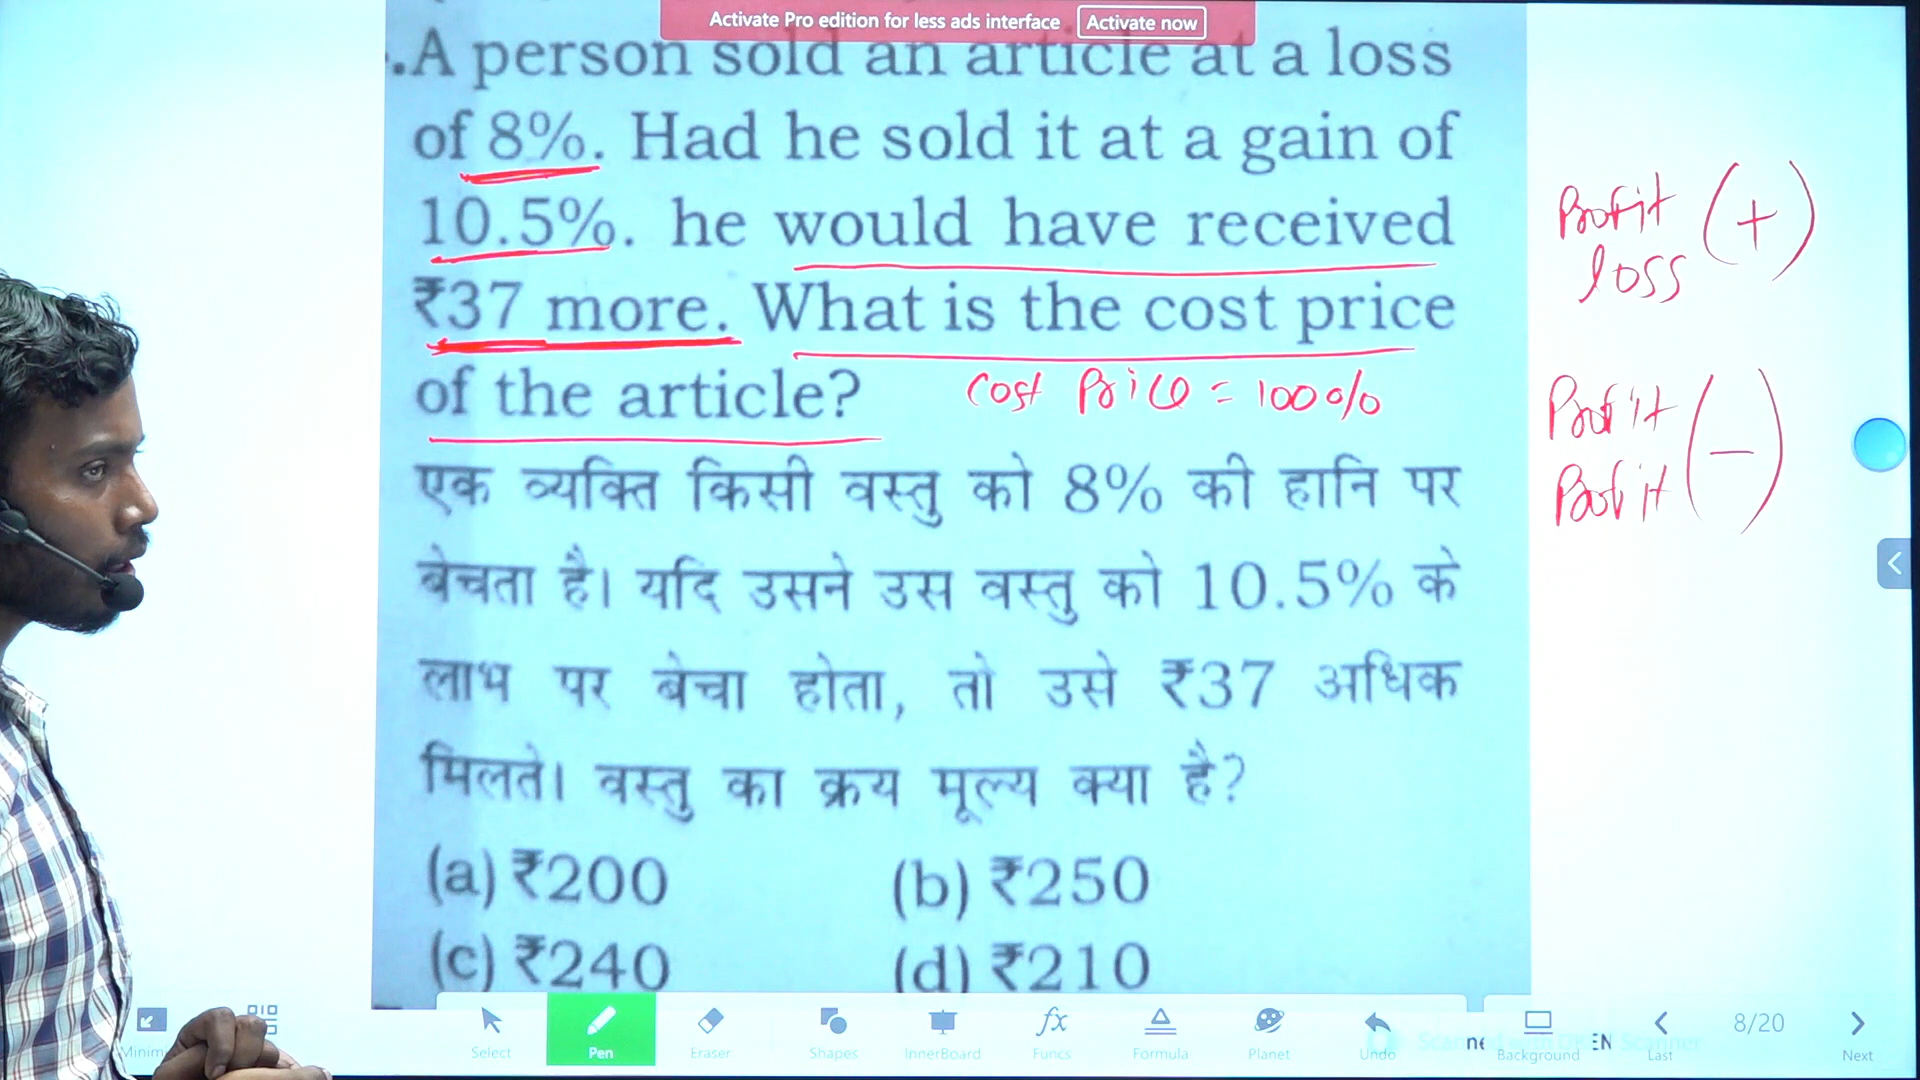 Activate Pro edition for less ads interface Activate now
.A person sold an article at a loss
of 8%. Had he sold it at a gain of
10.5%. he would have received
₹37 more. What is the cost price
of the article?
cost Price = 100%
एक व्यक्ति किसी वस्तु को 8% की हानि पर
बेचता है। यदि उसने उस वस्तु को 10.5% के
लाभ पर बेचा होता, तो उसे ₹37 अधिक
मिलते। वस्तु का क्रय मूल्य क्या है?
(a) ₹200 (b) ₹250
(c) ₹240 (d) ₹210
Profit
loss (+)
Profit
Profit (−)
Select Pen Eraser Shapes InnerBoard Funcs Formula Planet Undo Background EN Last 8/20 Next